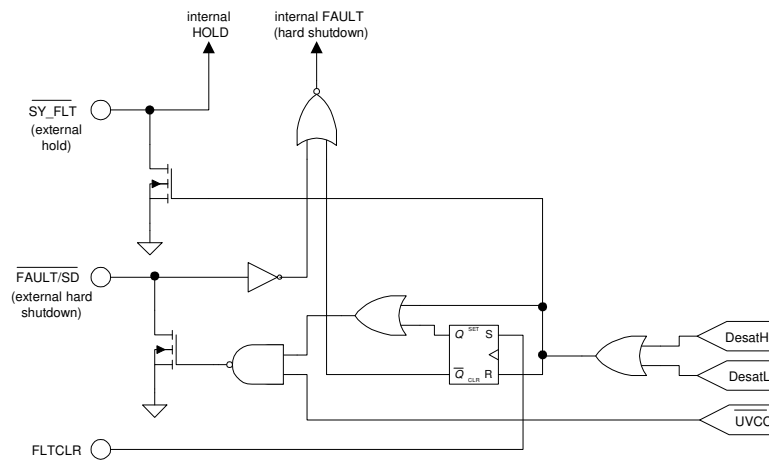 internal
HOLD
internal FAULT
(hard shutdown)
SY_FLT
(external
hold)
FAULT/SD
(external hard
shutdown)
Q SET S
Q CLR R
DesatH
DesatL
UVCC
FLTCLR